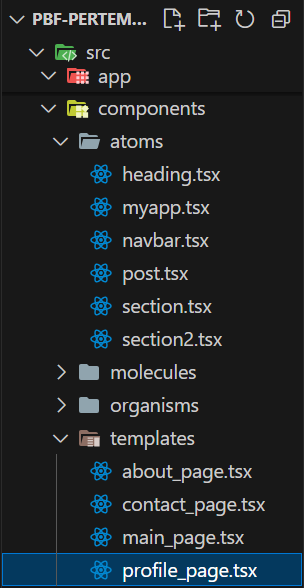 PBF-PERTEM...
src
app
components
atoms
heading.tsx
myapp.tsx
navbar.tsx
post.tsx
section.tsx
section2.tsx
molecules
organisms
templates
about_page.tsx
contact_page.tsx
main_page.tsx
profile_page.tsx